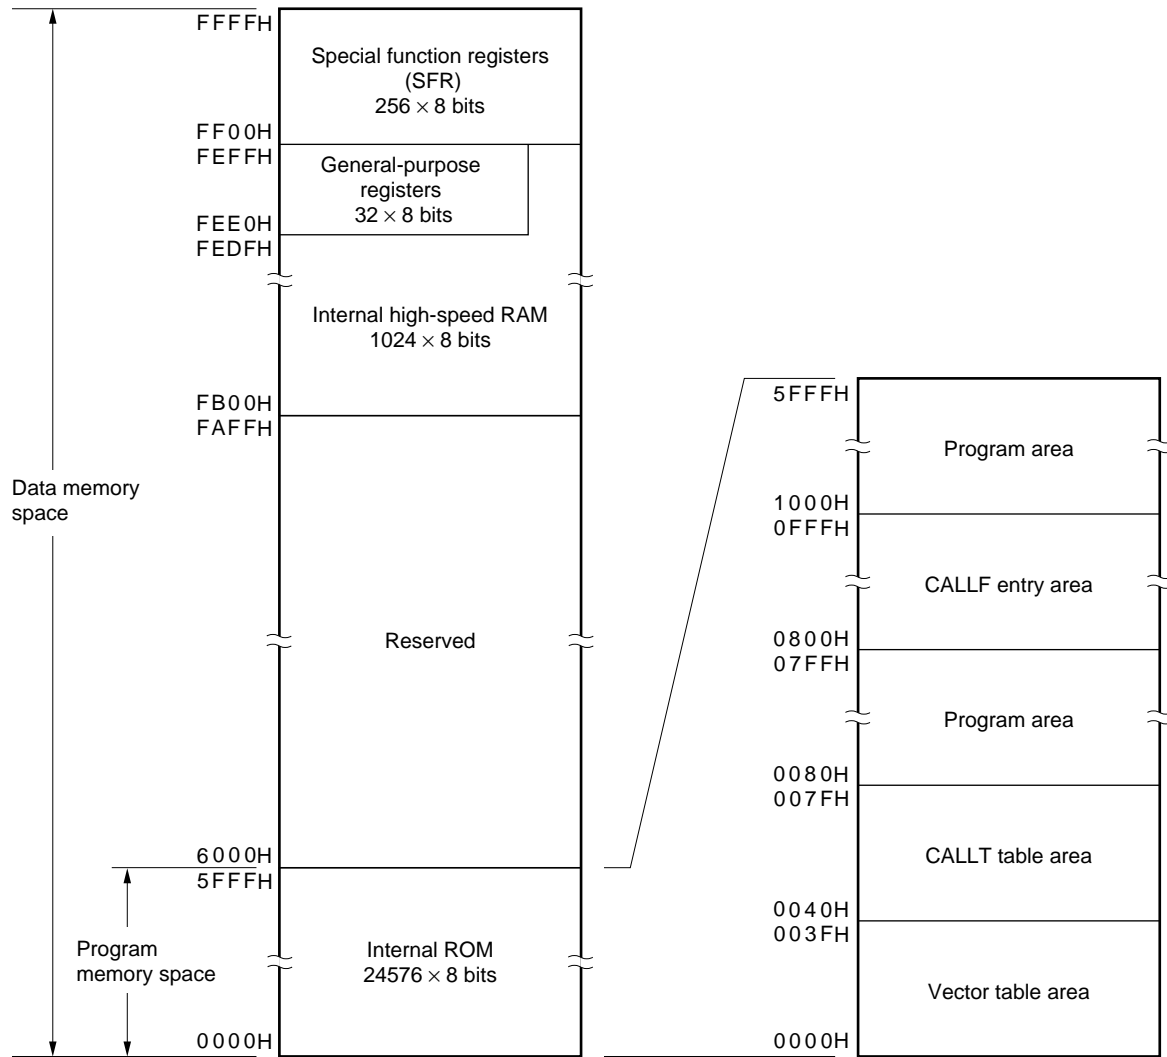 FFFFH
Special function registers
(SFR)
256 × 8 bits
FF00H
FEFFH
General-purpose
registers
32 × 8 bits
FEE0H
FEDFH
Internal high-speed RAM
1024 × 8 bits
FB00H
FAFFH
Data memory
space
Reserved
6000H
5FFFH
Program
memory space
Internal ROM
24576 × 8 bits
0000H
5FFFH
Program area
1000H
0FFFH
CALLF entry area
0800H
07FFH
Program area
0080H
007FH
CALLT table area
0040H
003FH
Vector table area
0000H